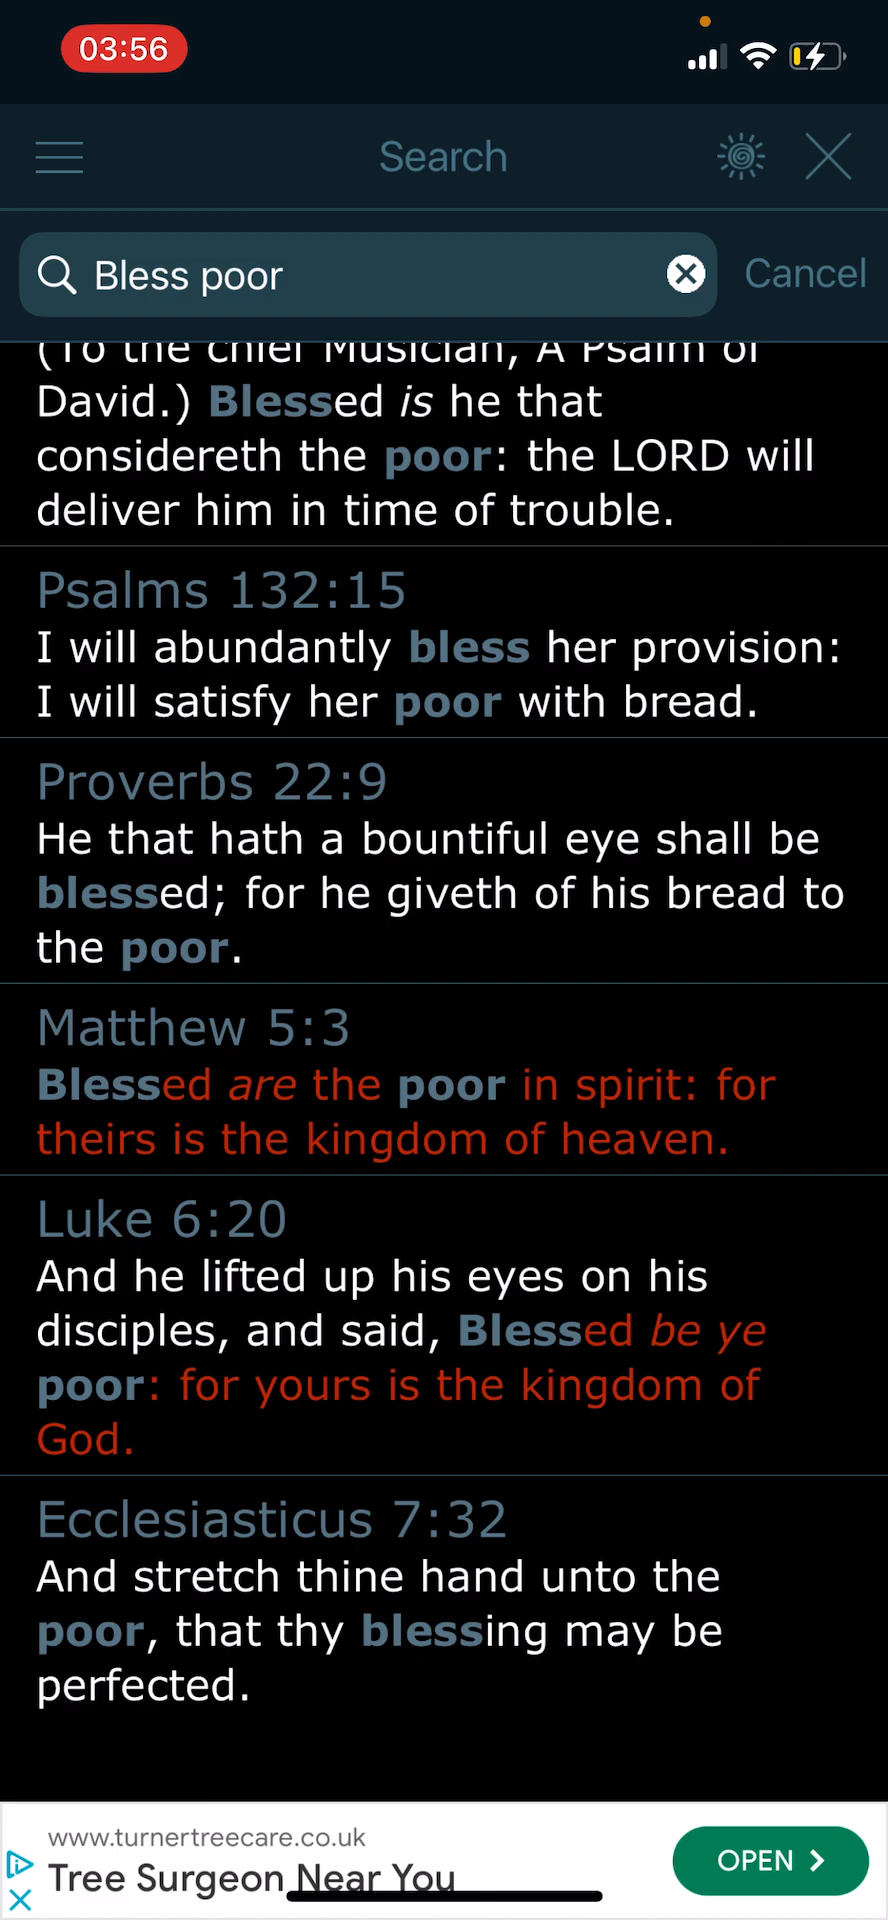 03:56
Search
Bless poor
Cancel
(To the chief Musician, A Psalm of
David.) Blessed is he that
considereth the poor: the LORD will
deliver him in time of trouble.
Psalms 132:15
I will abundantly bless her provision:
I will satisfy her poor with bread.
Proverbs 22:9
He that hath a bountiful eye shall be
blessed; for he giveth of his bread to
the poor.
Matthew 5:3
Blessed are the poor in spirit: for
theirs is the kingdom of heaven.
Luke 6:20
And he lifted up his eyes on his
disciples, and said, Blessed be ye
poor: for yours is the kingdom of
God.
Ecclesiasticus 7:32
And stretch thine hand unto the
poor, that thy blessing may be
perfected.
www.turnertreecare.co.uk
Tree Surgeon Near You
OPEN